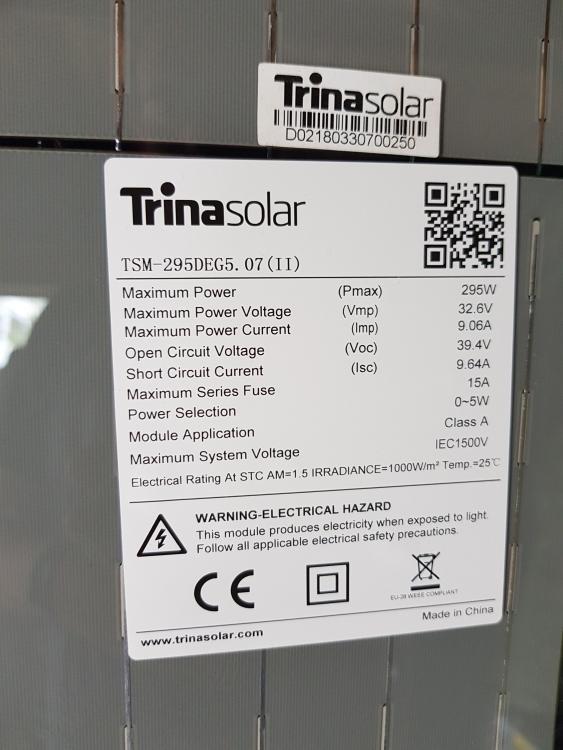 Trinasolar
D02180330700250
Trinasolar
TSM-295DEG5.07(II)
Maximum Power (Pmax) 295W
Maximum Power Voltage (Vmp) 32.6V
Maximum Power Current (Imp) 9.06A
Open Circuit Voltage (Voc) 39.4V
Short Circuit Current (Isc) 9.64A
Maximum Series Fuse 15A
Power Selection 0~5W
Module Application Class A
Maximum System Voltage IEC1500V
Electrical Rating At STC AM=1.5 IRRADIANCE=1000W/m² Temp.=25℃
WARNING-ELECTRICAL HAZARD
This module produces electricity when exposed to light.
Follow all applicable electrical safety precautions.
CE
EU-28 WEEE COMPLIANT
Made in China
www.trinasolar.com